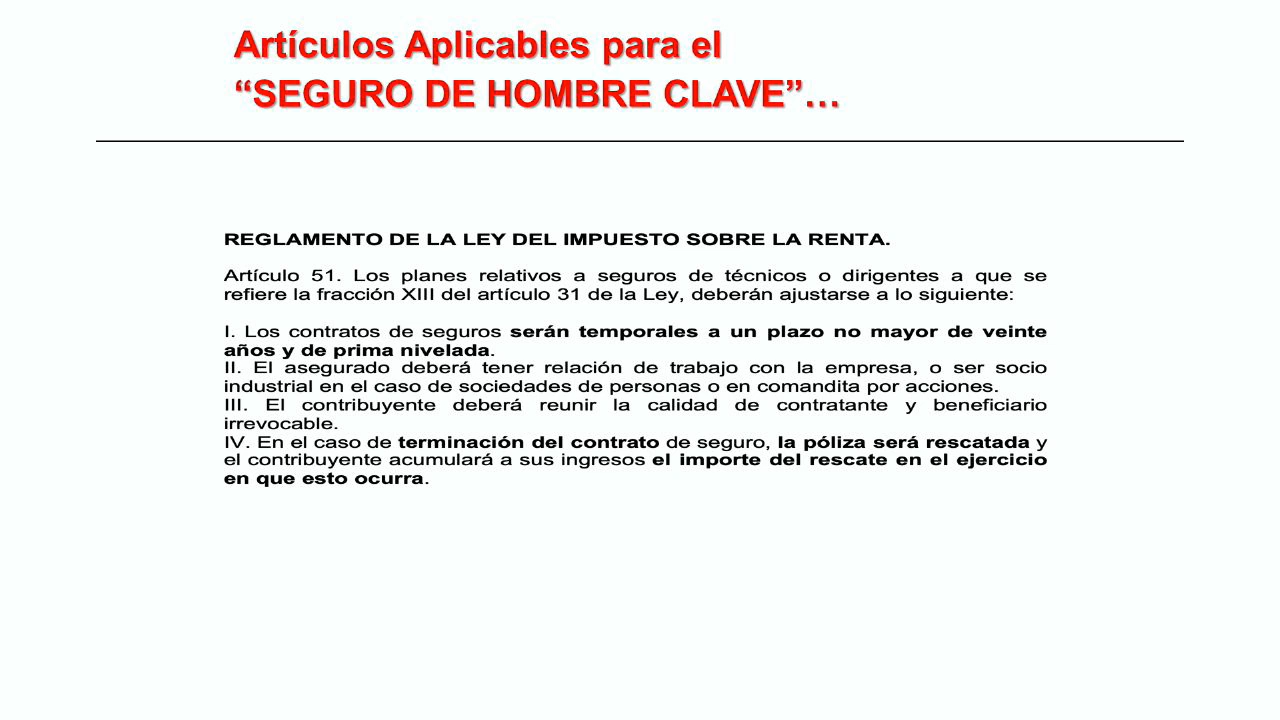 Artículos Aplicables para el
“SEGURO DE HOMBRE CLAVE”…
REGLAMENTO DE LA LEY DEL IMPUESTO SOBRE LA RENTA.
Artículo 51. Los planes relativos a seguros de técnicos o dirigentes a que se
refiere la fracción XIII del artículo 31 de la Ley, deberán ajustarse a lo siguiente:
I. Los contratos de seguros serán temporales a un plazo no mayor de veinte
años y de prima nivelada.
II. El asegurado deberá tener relación de trabajo con la empresa, o ser socio
industrial en el caso de sociedades de personas o en comandita por acciones.
III. El contribuyente deberá reunir la calidad de contratante y beneficiario
irrevocable.
IV. En el caso de terminación del contrato de seguro, la póliza será rescatada y
el contribuyente acumulará a sus ingresos el importe del rescate en el ejercicio
en que esto ocurra.